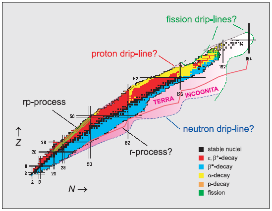 fission drip-lines?
proton drip-line?
rp-process
TERRA INCOGNITA
neutron drip-line?
r-process?
Z
N
stable nuclei
ε, β⁺-decay
β⁻-decay
α-decay
p-decay
fission